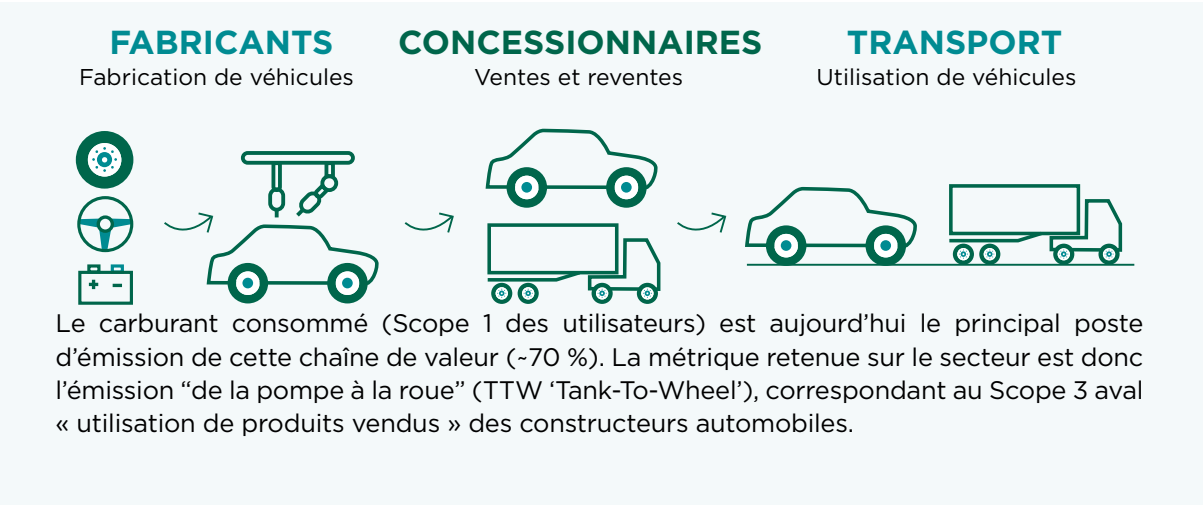 FABRICANTS
Fabrication de véhicules
CONCESSIONNAIRES
Ventes et reventes
TRANSPORT
Utilisation de véhicules
Le carburant consommé (Scope 1 des utilisateurs) est aujourd’hui le principal poste
d’émission de cette chaîne de valeur (~70 %). La métrique retenue sur le secteur est donc
l’émission “de la pompe à la roue” (TTW ‘Tank-To-Wheel’), correspondant au Scope 3 aval
« utilisation de produits vendus » des constructeurs automobiles.